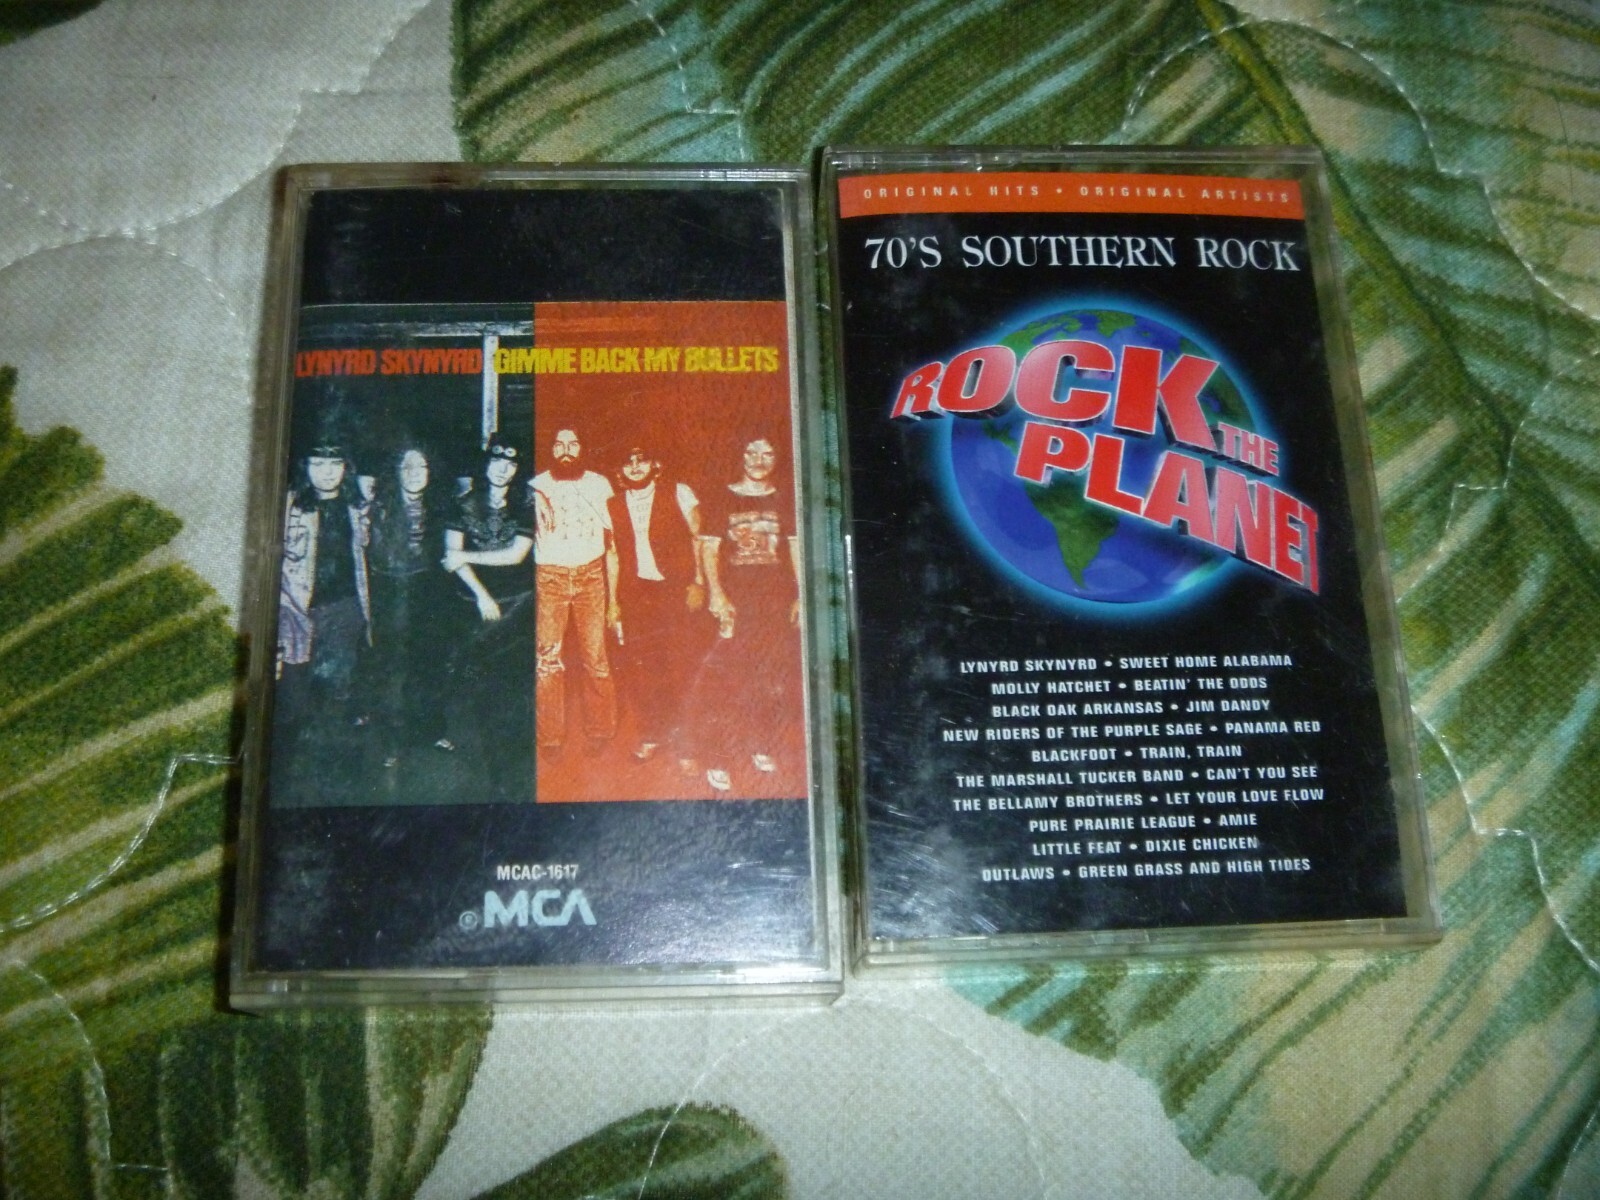 LYNYRD SKYNYRD GIMME BACK MY BULLETS
MCAC-1617
MCA
ORIGINAL HITS • ORIGINAL ARTISTS
70'S SOUTHERN ROCK
ROCK THE PLANET
LYNYRD SKYNYRD • SWEET HOME ALABAMA
MOLLY HATCHET • BEATIN' THE ODDS
BLACK OAK ARKANSAS • JIM DANDY
NEW RIDERS OF THE PURPLE SAGE • PANAMA RED
BLACKFOOT • TRAIN, TRAIN
THE MARSHALL TUCKER BAND • CAN'T YOU SEE
THE BELLAMY BROTHERS • LET YOUR LOVE FLOW
PURE PRAIRIE LEAGUE • AMIE
LITTLE FEAT • DIXIE CHICKEN
OUTLAWS • GREEN GRASS AND HIGH TIDES